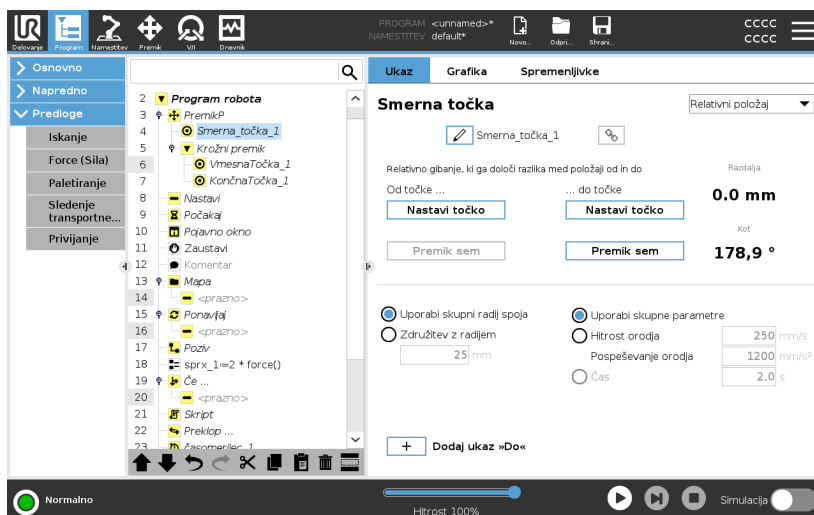 PROGRAM <unnamed>*
NAMESTITEV default*
Delovanje
Program
Namestitev
Premik
V/I
Dnevnik
Novo...
Odpri...
Shrani...
CCCC
CCCC
Osnovno
Napredno
Predloge
Iskanje
Force (Sila)
Paletiranje
Sledenje
transportne...
Privijanje
2 Program robota
3 PremikP
4 Smerna_točka_1
5 Krožni premik
6 VmesnaTočka_1
7 KončnaTočka_1
8 Nastavi
9 Počakaj
10 Pojavno okno
11 Zaustavi
12 Komentar
13 Mapa
14 <prazno>
15 Ponavljaj
16 <prazno>
17 Poziv
18 sprx_1≔2 * force()
19 Če ...
20 <prazno>
21 Skript
22 Preklop ...
23 časomerilec_1
Ukaz
Grafika
Spremenljivke
Smerna točka
Relativni položaj
Smerna_točka_1
Relativno gibanje, ki ga določi razlika med položaji od in do
Od točke ...
... do točke
Nastavi točko
Nastavi točko
Premik sem
Premik sem
Razdalja
0.0 mm
Kot
178,9 °
Uporabi skupni radij spoja
Združitev z radijem
25 mm
Uporabi skupne parametre
Hitrost orodja 250 mm/s
Pospeševanje orodja 1200 mm/s²
Čas 2,0 s
+ Dodaj ukaz »Do«
Normalno
Hitrost 100%
Simulacija